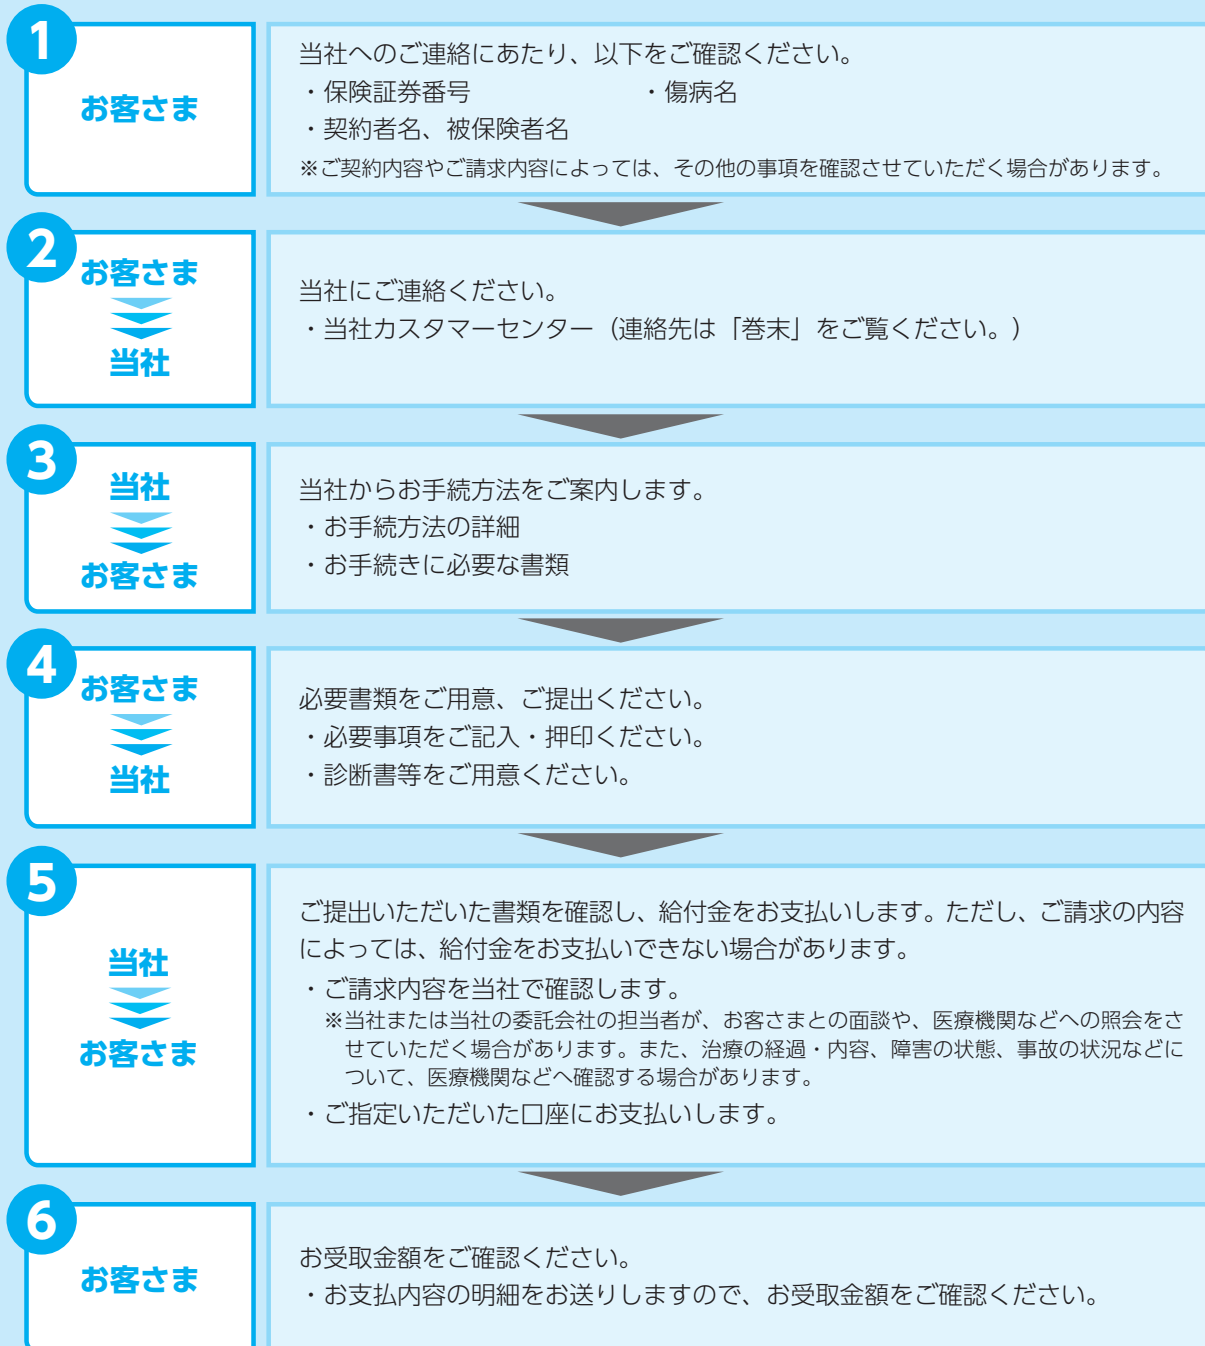 1
お客さま
当社へのご連絡にあたり、以下をご確認ください。
・保険証券番号　・傷病名
・契約者名、被保険者名
※ご契約内容やご請求内容によっては、その他の事項を確認させていただく場合があります。
2
お客さま
当社
当社にご連絡ください。
・当社カスタマーセンター（連絡先は「巻末」をご覧ください。）
3
当社
お客さま
当社からお手続方法をご案内します。
・お手続方法の詳細
・お手続きに必要な書類
4
お客さま
当社
必要書類をご用意、ご提出ください。
・必要事項をご記入・押印ください。
・診断書等をご用意ください。
5
当社
お客さま
ご提出いただいた書類を確認し、給付金をお支払いします。ただし、ご請求の内容
によっては、給付金をお支払いできない場合があります。
・ご請求内容を当社で確認します。
※当社または当社の委託会社の担当者が、お客さまとの面談や、医療機関などへの照会をさ
せていただく場合があります。また、治療の経過・内容、障害の状態、事故の状況などに
ついて、医療機関などへ確認する場合があります。
・ご指定いただいた口座にお支払いします。
6
お客さま
お受取金額をご確認ください。
・お支払内容の明細をお送りしますので、お受取金額をご確認ください。